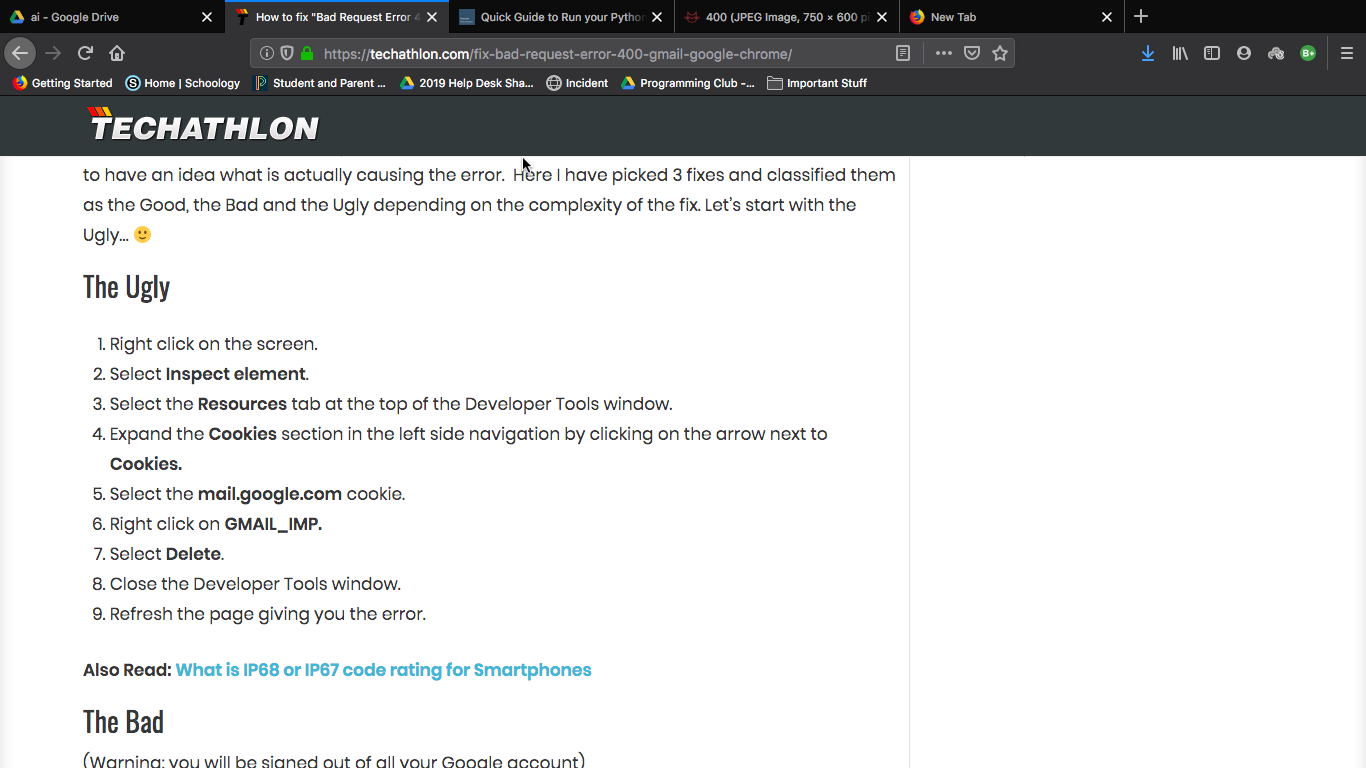 ai - Google Drive
How to fix "Bad Request Error 4
Quick Guide to Run your Pytho
400 (JPEG Image, 750 × 600 pi
New Tab
https://techathlon.com/fix-bad-request-error-400-gmail-google-chrome/
B+
Getting Started
Home | Schoology
Student and Parent ...
2019 Help Desk Sha...
Incident
Programming Club -...
Important Stuff
TECHATHLON
to have an idea what is actually causing the error. Here I have picked 3 fixes and classified them
as the Good, the Bad and the Ugly depending on the complexity of the fix. Let's start with the
Ugly... 🙂
The Ugly
1. Right click on the screen.
2. Select Inspect element.
3. Select the Resources tab at the top of the Developer Tools window.
4. Expand the Cookies section in the left side navigation by clicking on the arrow next to
Cookies.
5. Select the mail.google.com cookie.
6. Right click on GMAIL_IMP.
7. Select Delete.
8. Close the Developer Tools window.
9. Refresh the page giving you the error.
Also Read: What is IP68 or IP67 code rating for Smartphones
The Bad
(Warning: you will be signed out of all your Google account)